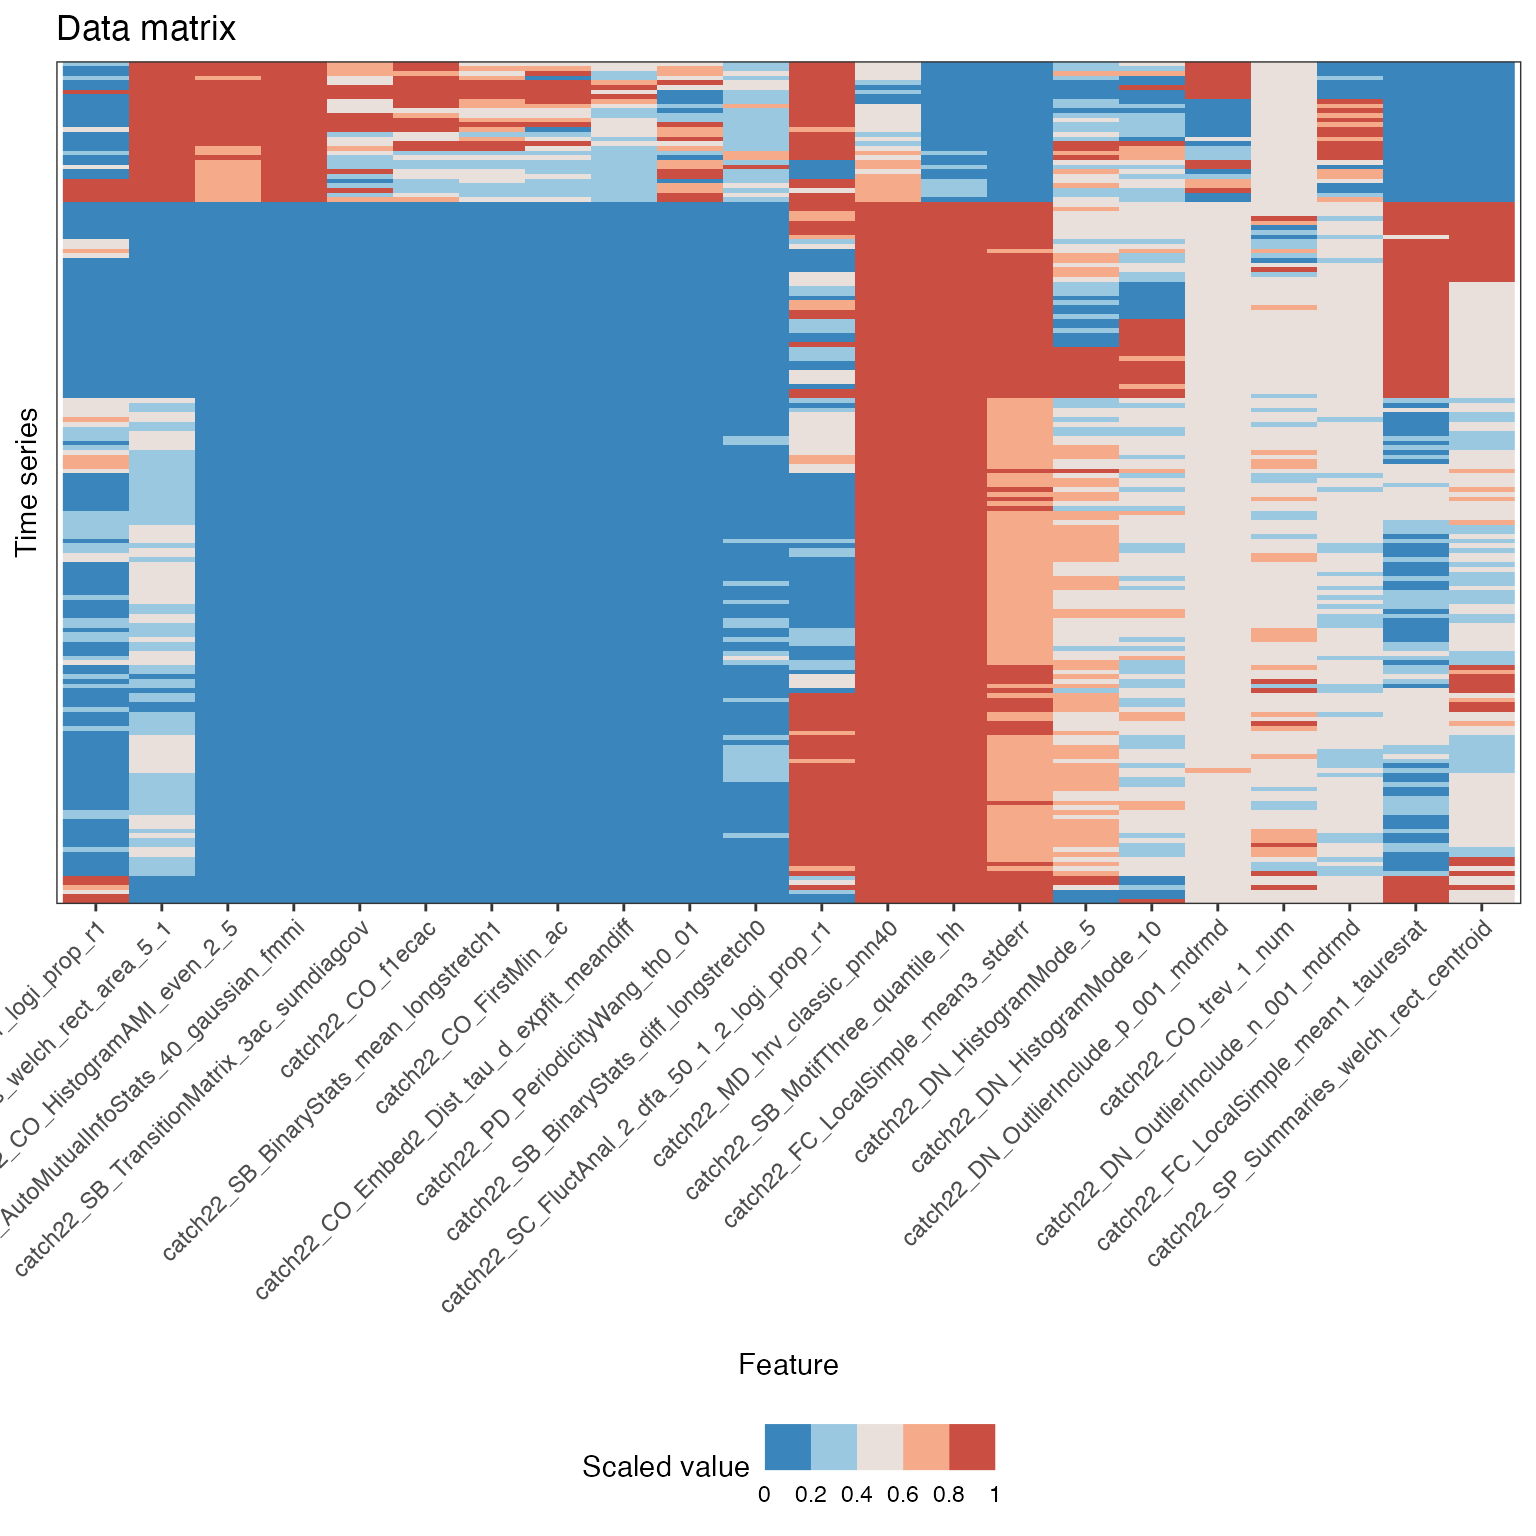 Data matrix
Time series
_logi_prop_r1
_welch_rect_area_5_1
_CO_HistogramAMI_even_2_5
_AutoMutualInfoStats_40_gaussian_fmmi
catch22_SB_TransitionMatrix_3ac_sumdiagcov
catch22_CO_f1ecac
catch22_SB_BinaryStats_mean_longstretch1
catch22_CO_FirstMin_ac
catch22_CO_Embed2_Dist_tau_d_expfit_meandiff
catch22_PD_PeriodicityWang_th0_01
catch22_SB_BinaryStats_diff_longstretch0
catch22_SC_FluctAnal_2_dfa_50_1_2_logi_prop_r1
catch22_MD_hrv_classic_pnn40
catch22_SB_MotifThree_quantile_hh
catch22_FC_LocalSimple_mean3_stderr
catch22_DN_HistogramMode_5
catch22_DN_HistogramMode_10
catch22_DN_OutlierInclude_p_001_mdrmd
catch22_CO_trev_1_num
catch22_DN_OutlierInclude_n_001_mdrmd
catch22_FC_LocalSimple_mean1_tauresrat
catch22_SP_Summaries_welch_rect_centroid
Feature
Scaled value
0 0.2 0.4 0.6 0.8 1